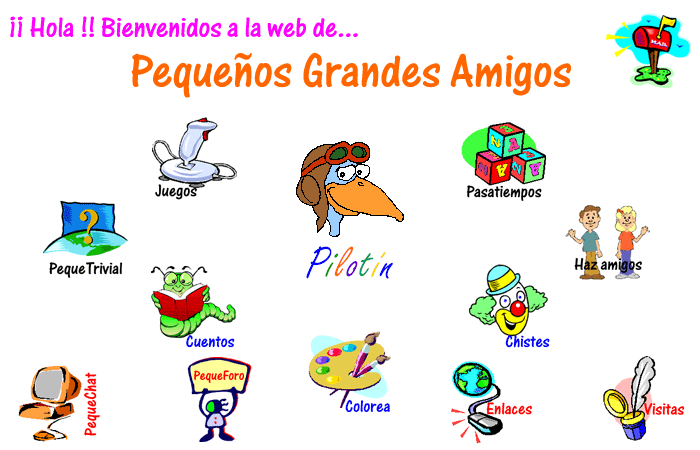 ¡¡ Hola !! Bienvenidos a la web de...
Pequeños Grandes Amigos
MAIL
Juegos
Pasatiempos
PequeTrivial
?
Pilotín
Haz amigos
Cuentos
Chistes
PequeChat
PequeForo
Colorea
Enlaces
Visitas